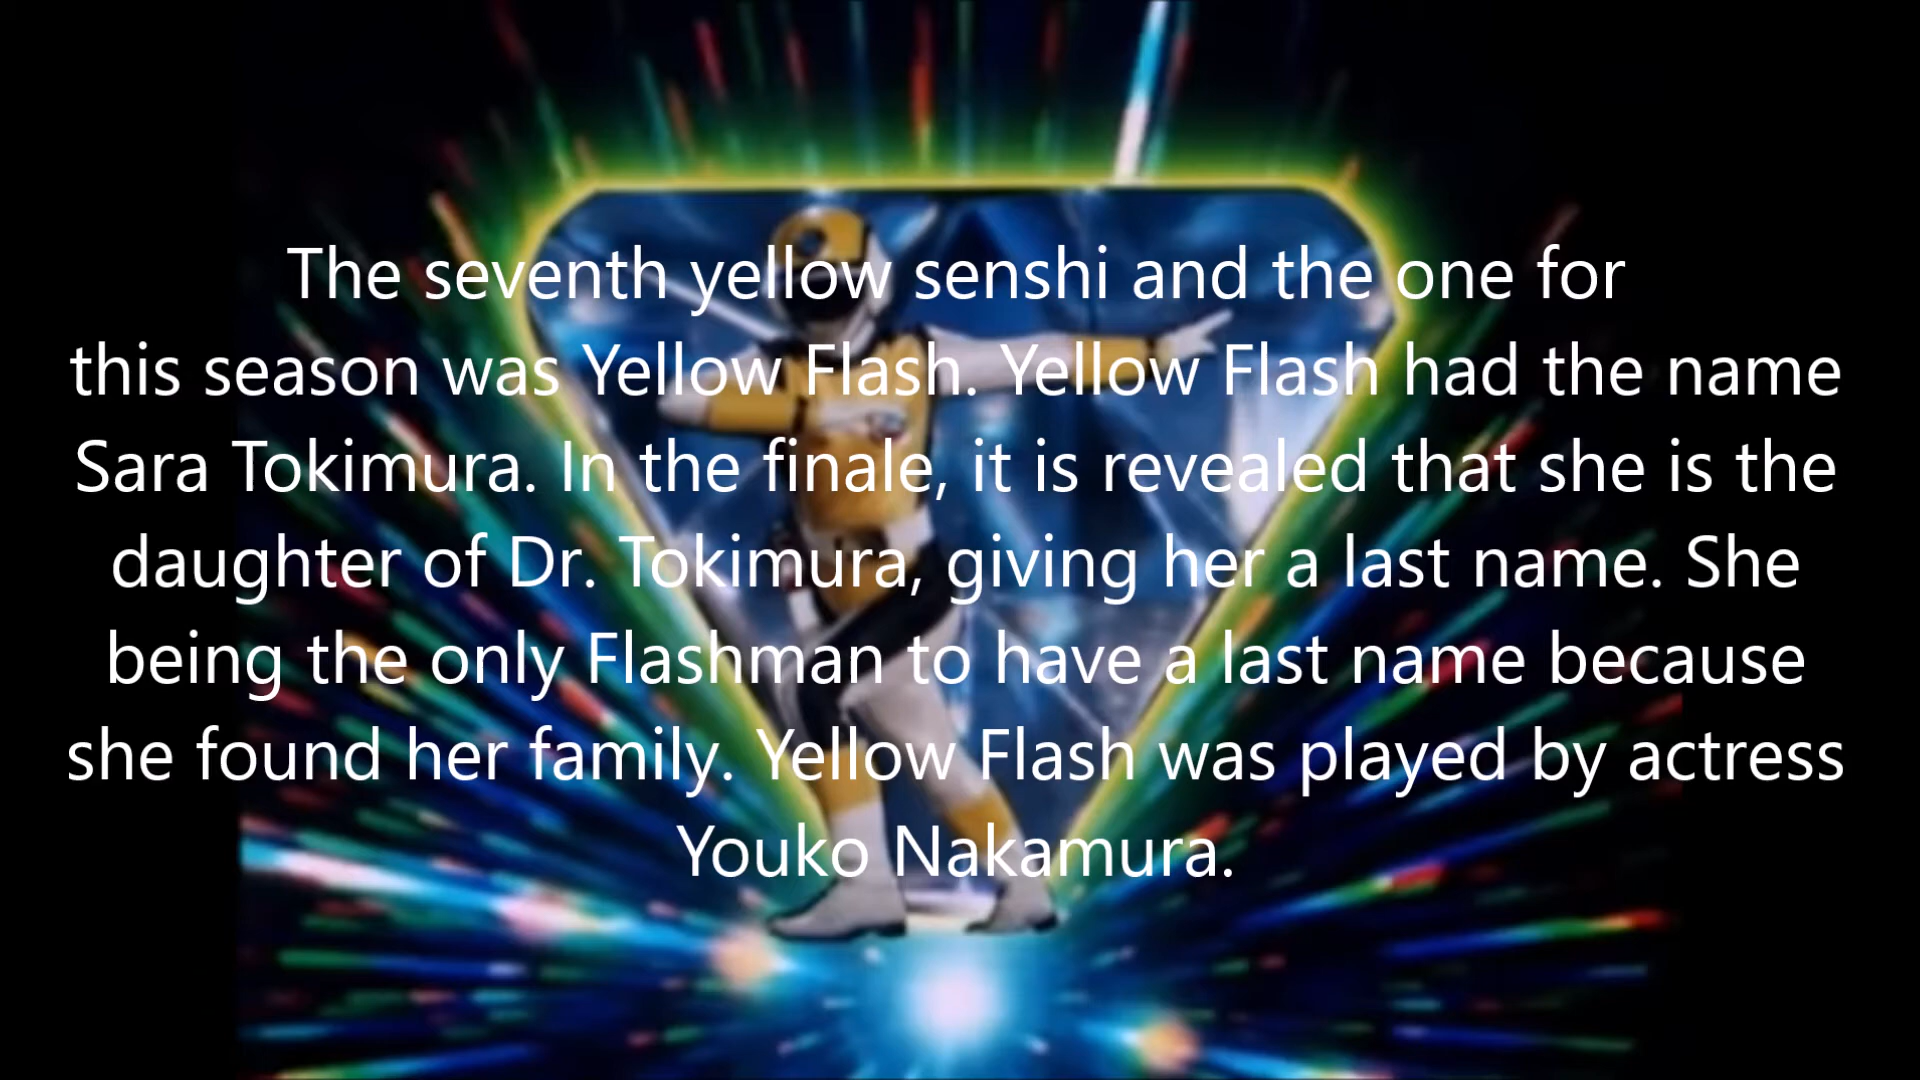 The seventh yellow senshi and the one for
this season was Yellow Flash. Yellow Flash had the name
Sara Tokimura. In the finale, it is revealed that she is the
daughter of Dr. Tokimura, giving her a last name. She
being the only Flashman to have a last name because
she found her family. Yellow Flash was played by actress
Youko Nakamura.